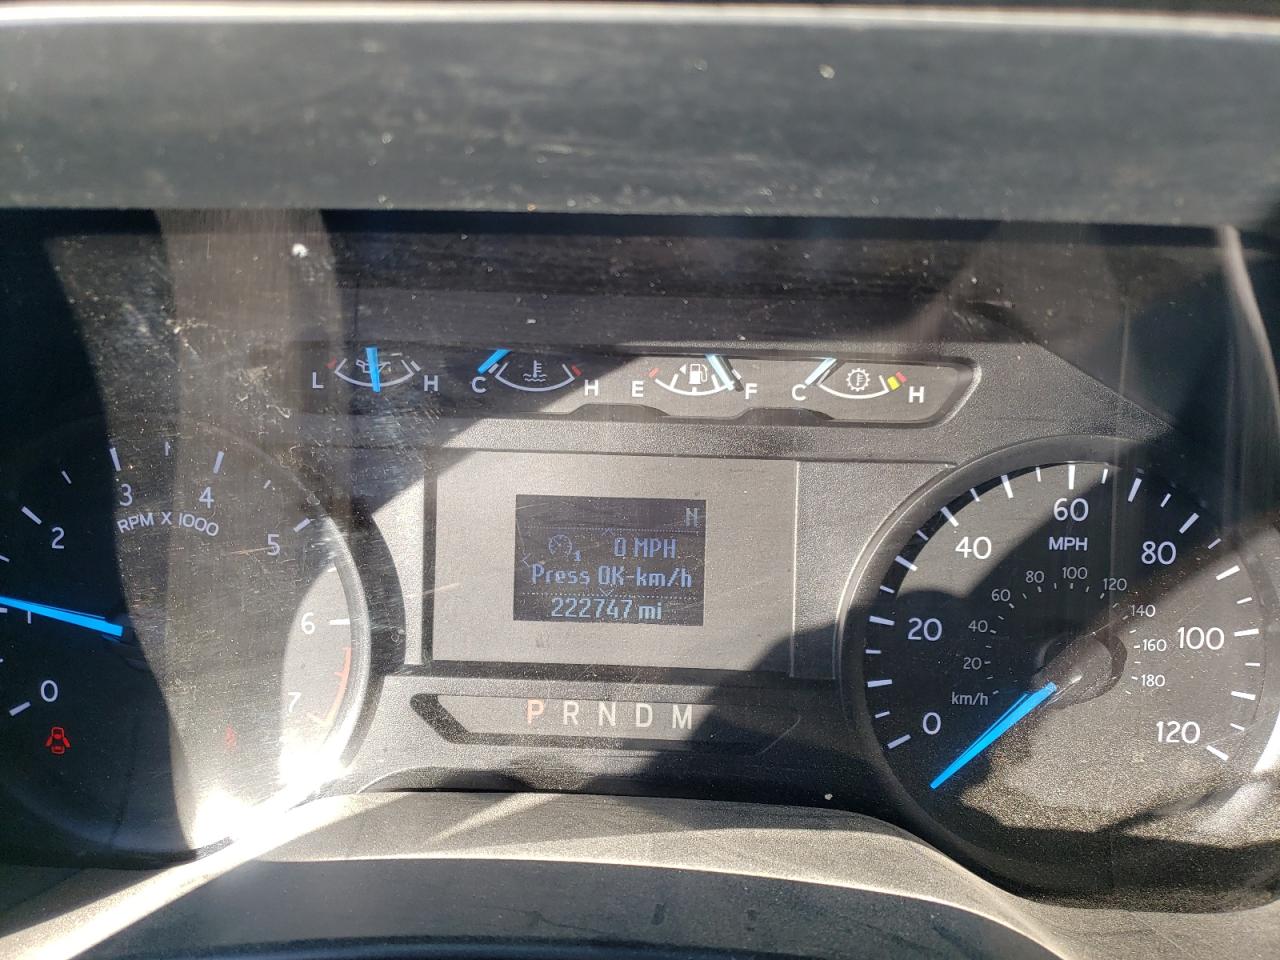 L H C H E F C H
3 4
RPM X 1000
2 5
1 6
0 7
N
1 0 MPH
Press OK-km/h
222747 mi
P R N D M
60
MPH
40 80
20 100
0 120
80 100 120
60 140
40 160
20 180
km/h